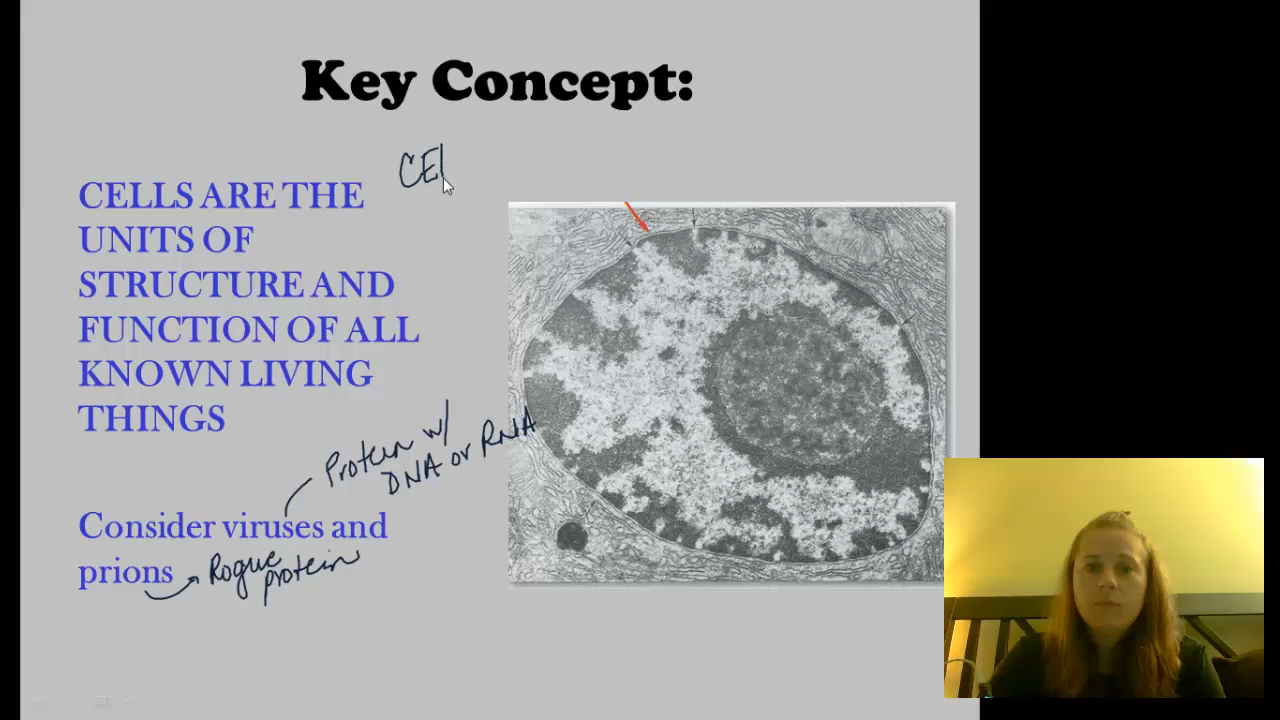 Key Concept:
CEL
CELLS ARE THE
UNITS OF
STRUCTURE AND
FUNCTION OF ALL
KNOWN LIVING
THINGS
Protein w/
DNA or RNA
Consider viruses and
prions
Rogue
protein